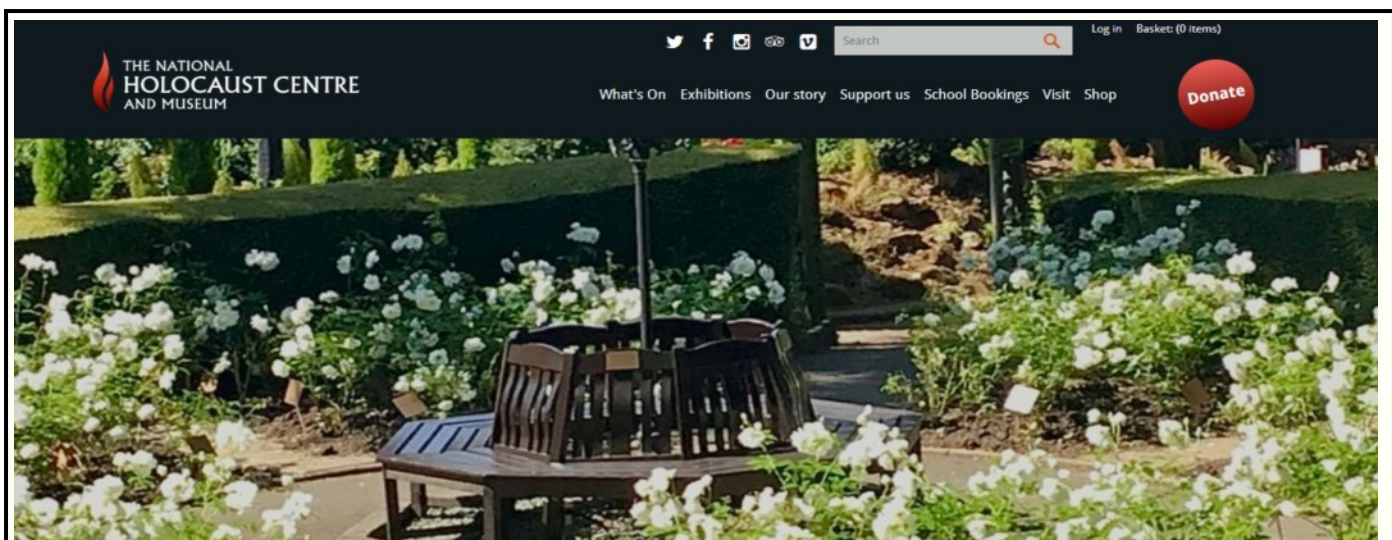 Log in Basket: (0 items)
Search
THE NATIONAL
HOLOCAUST CENTRE
AND MUSEUM
What's On Exhibitions Our story Support us School Bookings Visit Shop
Donate